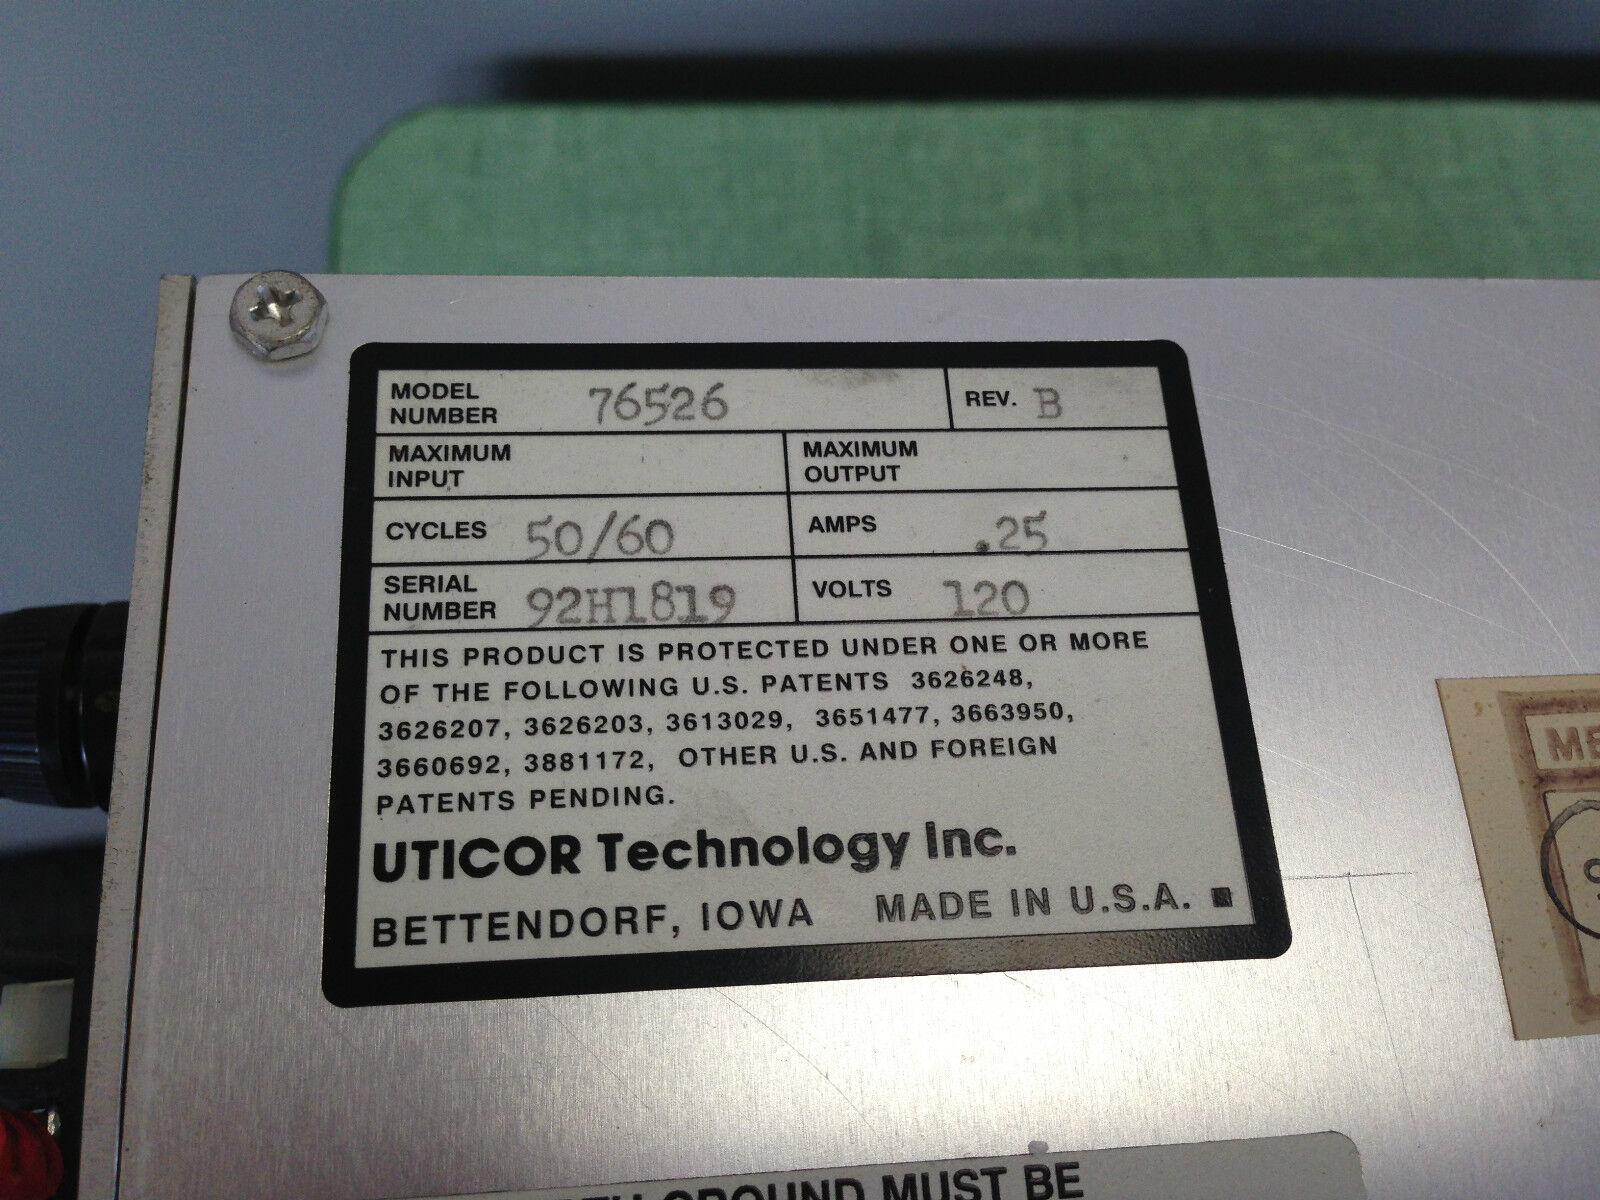 MODEL NUMBER 76526 REV. B
MAXIMUM INPUT MAXIMUM OUTPUT
CYCLES 50/60 AMPS .25
SERIAL NUMBER 92H1819 VOLTS 120
THIS PRODUCT IS PROTECTED UNDER ONE OR MORE
OF THE FOLLOWING U.S. PATENTS 3626248,
3626207, 3626203, 3613029, 3651477, 3663950,
3660692, 3881172, OTHER U.S. AND FOREIGN
PATENTS PENDING.
UTICOR Technology Inc.
BETTENDORF, IOWA MADE IN U.S.A.
GROUND MUST BE